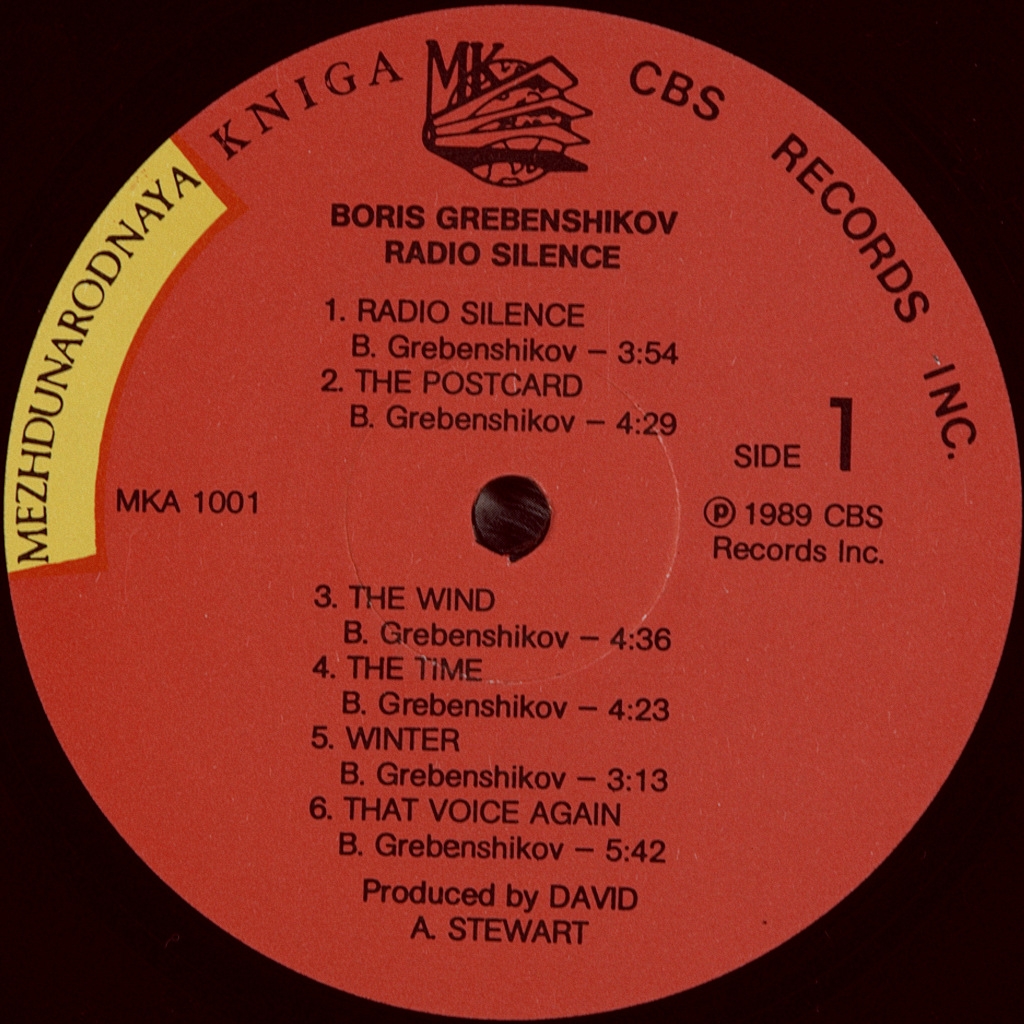 MEZHDUNARODNAYA KNIGA
MK
CBS RECORDS INC.
BORIS GREBENSHIKOV
RADIO SILENCE
1. RADIO SILENCE
B. Grebenshikov – 3:54
2. THE POSTCARD
B. Grebenshikov – 4:29
SIDE 1
MKA 1001
℗ 1989 CBS
Records Inc.
3. THE WIND
B. Grebenshikov – 4:36
4. THE TIME
B. Grebenshikov – 4:23
5. WINTER
B. Grebenshikov – 3:13
6. THAT VOICE AGAIN
B. Grebenshikov – 5:42
Produced by DAVID
A. STEWART